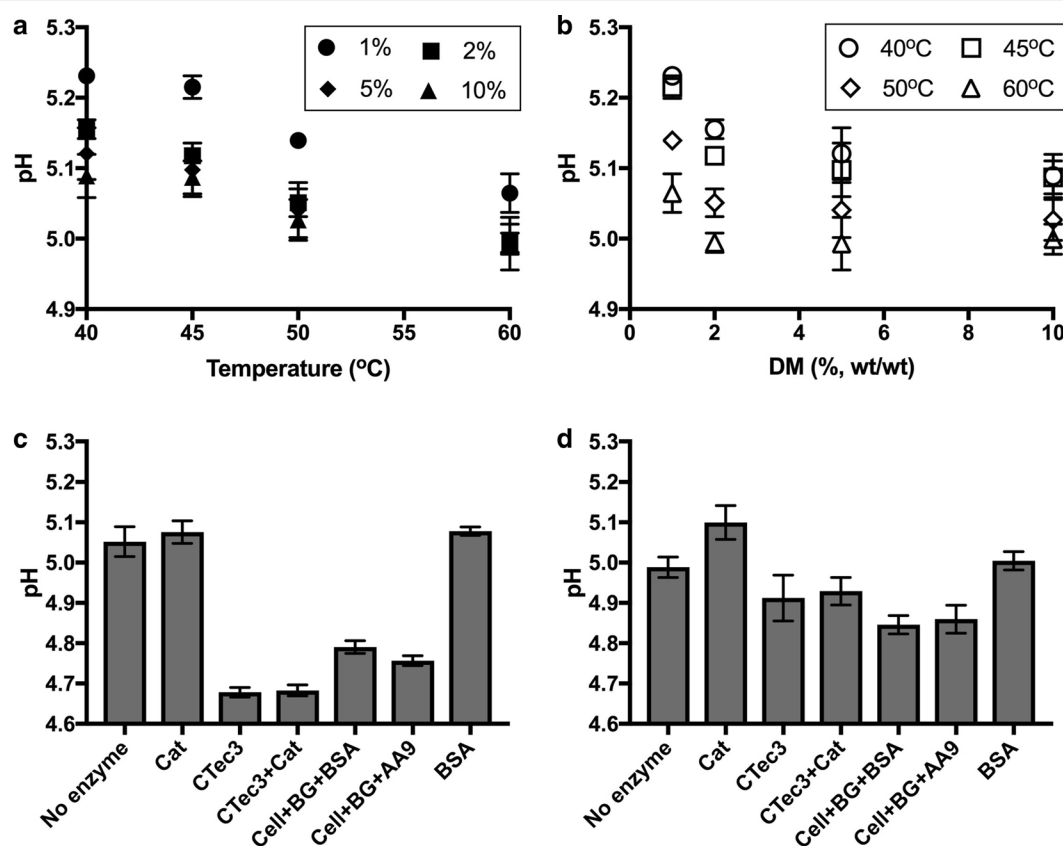 a
5.3
5.2
5.1
5.0
4.9
pH
1% 2%
5% 10%
40 45 50 55 60
Temperature (ºC)
b
5.3
5.2
5.1
5.0
4.9
pH
40ºC 45ºC
50ºC 60ºC
0 2 4 6 8 10
DM (%, wt/wt)
c
5.3
5.2
5.1
5.0
4.9
4.8
4.7
4.6
pH
No enzyme
Cat
CTec3
CTec3+Cat
Cell+BG+BSA
Cell+BG+AA9
BSA
d
5.3
5.2
5.1
5.0
4.9
4.8
4.7
4.6
pH
No enzyme
Cat
CTec3
CTec3+Cat
Cell+BG+BSA
Cell+BG+AA9
BSA